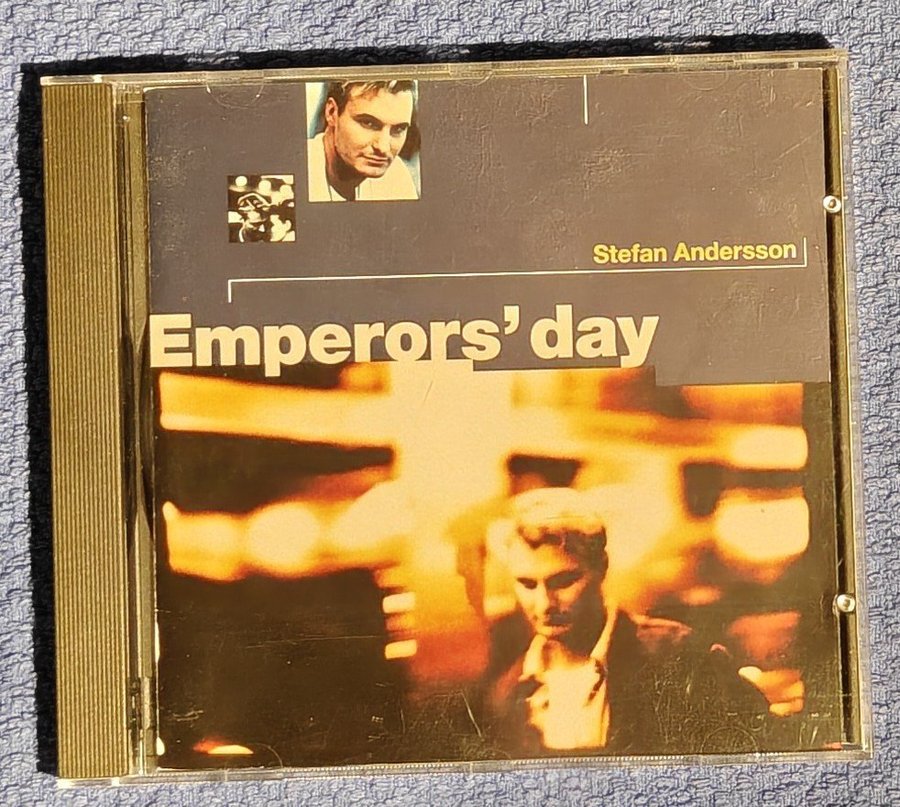 Stefan Andersson
Emperors’ day